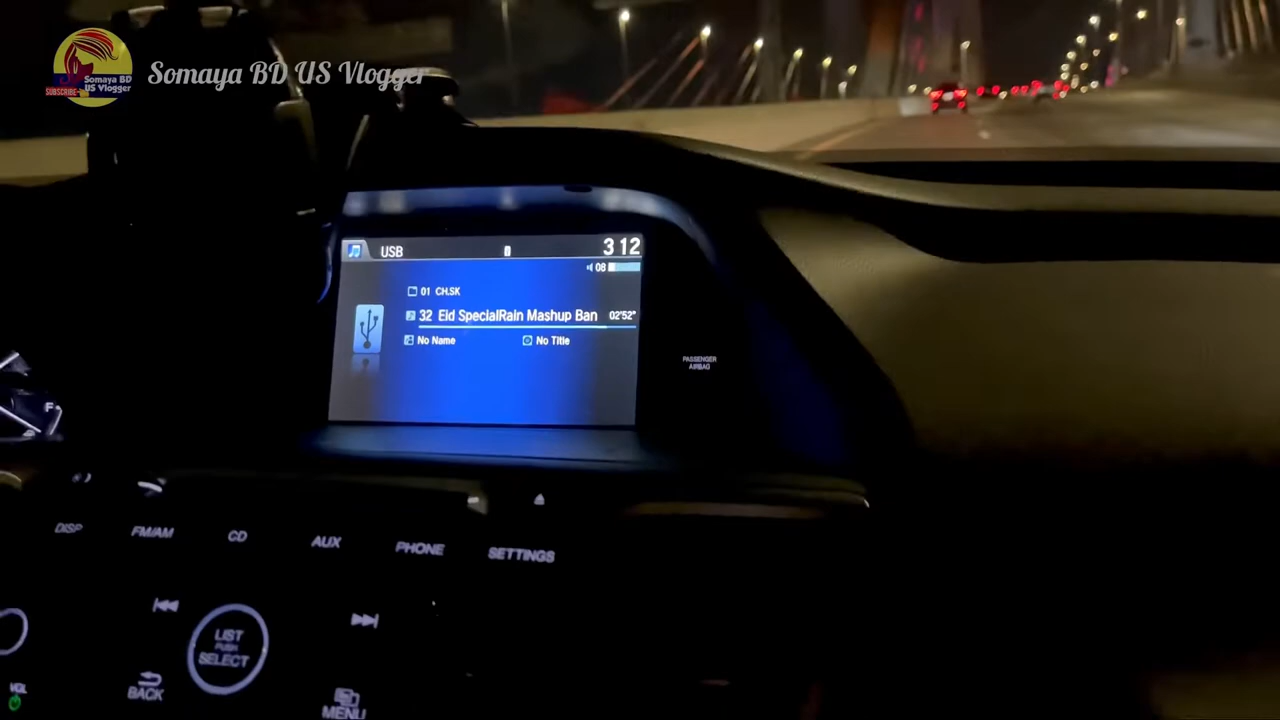 Somaya BD US Vlogger
Somaya BD
US Vlogger
SUBSCRIBE
USB
3 12
08
01 CH.SK
32 Eid SpecialRain Mashup Ban 02'52"
No Name
No Title
PASSENGER
AIRBAG
DISP
FM/AM
CD
AUX
PHONE
SETTINGS
LIST
PUSH
SELECT
VOL
BACK
MENU